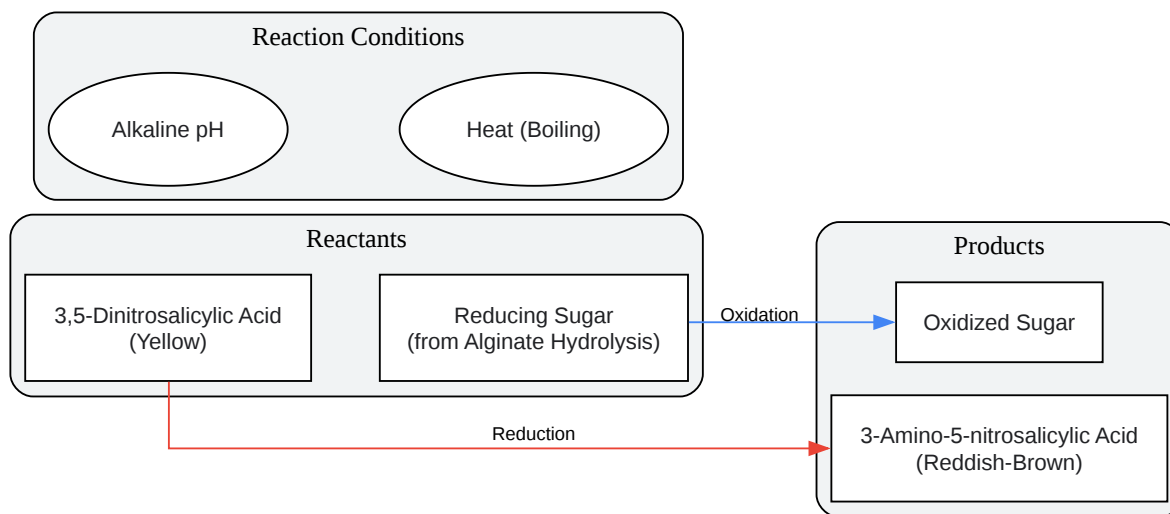 Reaction Conditions
Alkaline pH
Heat (Boiling)
Reactants
3,5-Dinitrosalicylic Acid
(Yellow)
Reducing Sugar
(from Alginate Hydrolysis)
Oxidation
Products
Oxidized Sugar
Reduction
3-Amino-5-nitrosalicylic Acid
(Reddish-Brown)